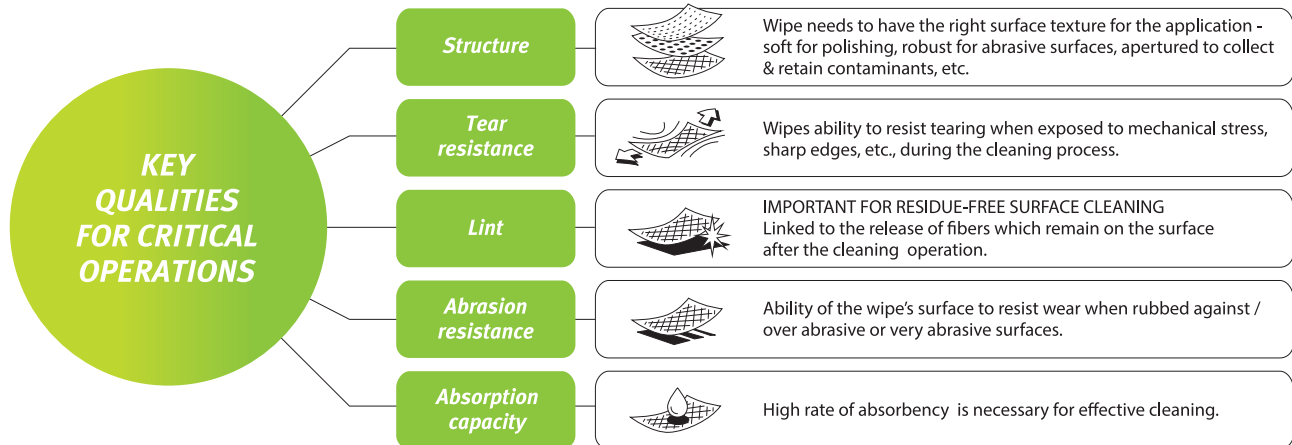 KEY
QUALITIES
FOR CRITICAL
OPERATIONS
Structure
Wipe needs to have the right surface texture for the application -
soft for polishing, robust for abrasive surfaces, apertured to collect
& retain contaminants, etc.
Tear
resistance
Wipes ability to resist tearing when exposed to mechanical stress,
sharp edges, etc., during the cleaning process.
Lint
IMPORTANT FOR RESIDUE-FREE SURFACE CLEANING
Linked to the release of fibers which remain on the surface
after the cleaning operation.
Abrasion
resistance
Ability of the wipe's surface to resist wear when rubbed against /
over abrasive or very abrasive surfaces.
Absorption
capacity
High rate of absorbency is necessary for effective cleaning.